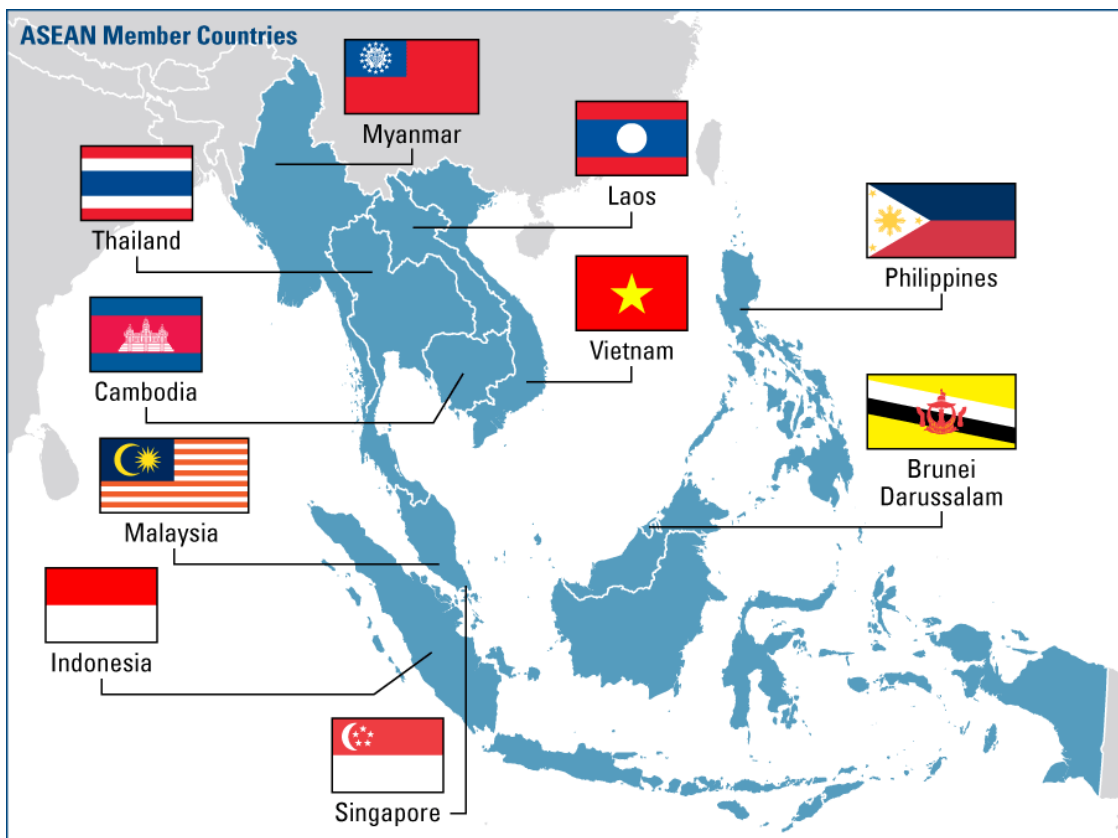 ASEAN Member Countries
Myanmar
Laos
Thailand
Philippines
Vietnam
Cambodia
Brunei
Darussalam
Malaysia
Indonesia
Singapore